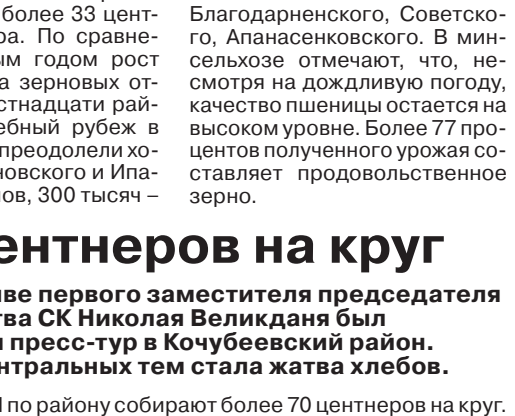 более 33 цент-
ра. По сравне-
ым годом рост
а зерновых от-
стнадцати рай-
ебный рубеж в
преодолели хо-
новского и Ипа-
нов, 300 тысяч –
Благодарненского, Советско-
го, Апанасенковского. В мин-
сельхозе отмечают, что, не-
смотря на дождливую погоду,
качество пшеницы остается на
высоком уровне. Более 77 про-
центов полученного урожая со-
ставляет продовольственное
зерно.
ентнеров на круг
иве первого заместителя председателя
тва СК Николая Великданя был
н пресс-тур в Кочубеевский район.
нтральных тем стала жатва хлебов.
по району собирают более 70 центнеров на круг.